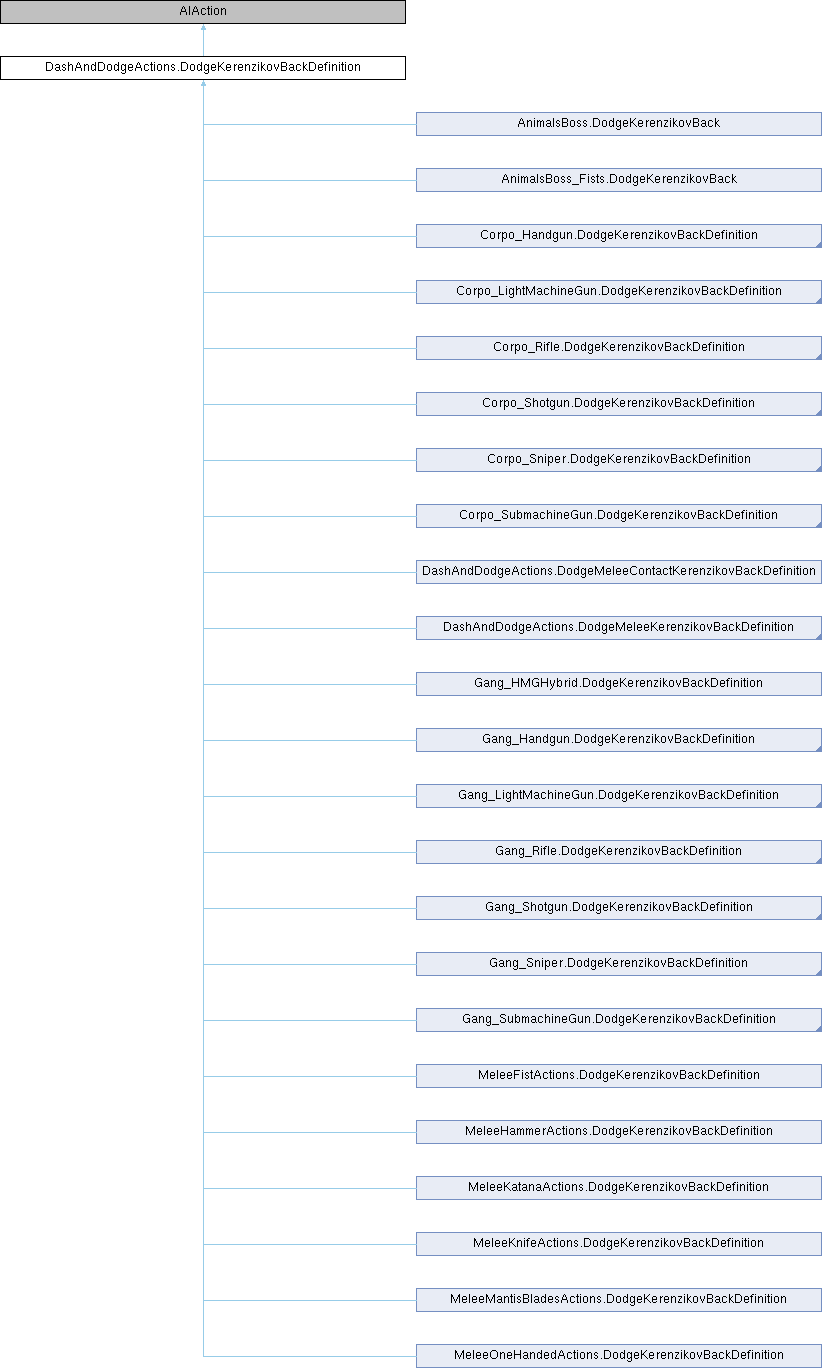 AIAction
DashAndDodgeActions.DodgeKerenzikovBackDefinition
AnimalsBoss.DodgeKerenzikovBack
AnimalsBoss_Fists.DodgeKerenzikovBack
Corpo_Handgun.DodgeKerenzikovBackDefinition
Corpo_LightMachineGun.DodgeKerenzikovBackDefinition
Corpo_Rifle.DodgeKerenzikovBackDefinition
Corpo_Shotgun.DodgeKerenzikovBackDefinition
Corpo_Sniper.DodgeKerenzikovBackDefinition
Corpo_SubmachineGun.DodgeKerenzikovBackDefinition
DashAndDodgeActions.DodgeMeleeContactKerenzikovBackDefinition
DashAndDodgeActions.DodgeMeleeKerenzikovBackDefinition
Gang_HMGHybrid.DodgeKerenzikovBackDefinition
Gang_Handgun.DodgeKerenzikovBackDefinition
Gang_LightMachineGun.DodgeKerenzikovBackDefinition
Gang_Rifle.DodgeKerenzikovBackDefinition
Gang_Shotgun.DodgeKerenzikovBackDefinition
Gang_Sniper.DodgeKerenzikovBackDefinition
Gang_SubmachineGun.DodgeKerenzikovBackDefinition
MeleeFistActions.DodgeKerenzikovBackDefinition
MeleeHammerActions.DodgeKerenzikovBackDefinition
MeleeKatanaActions.DodgeKerenzikovBackDefinition
MeleeKnifeActions.DodgeKerenzikovBackDefinition
MeleeMantisBladesActions.DodgeKerenzikovBackDefinition
MeleeOneHandedActions.DodgeKerenzikovBackDefinition